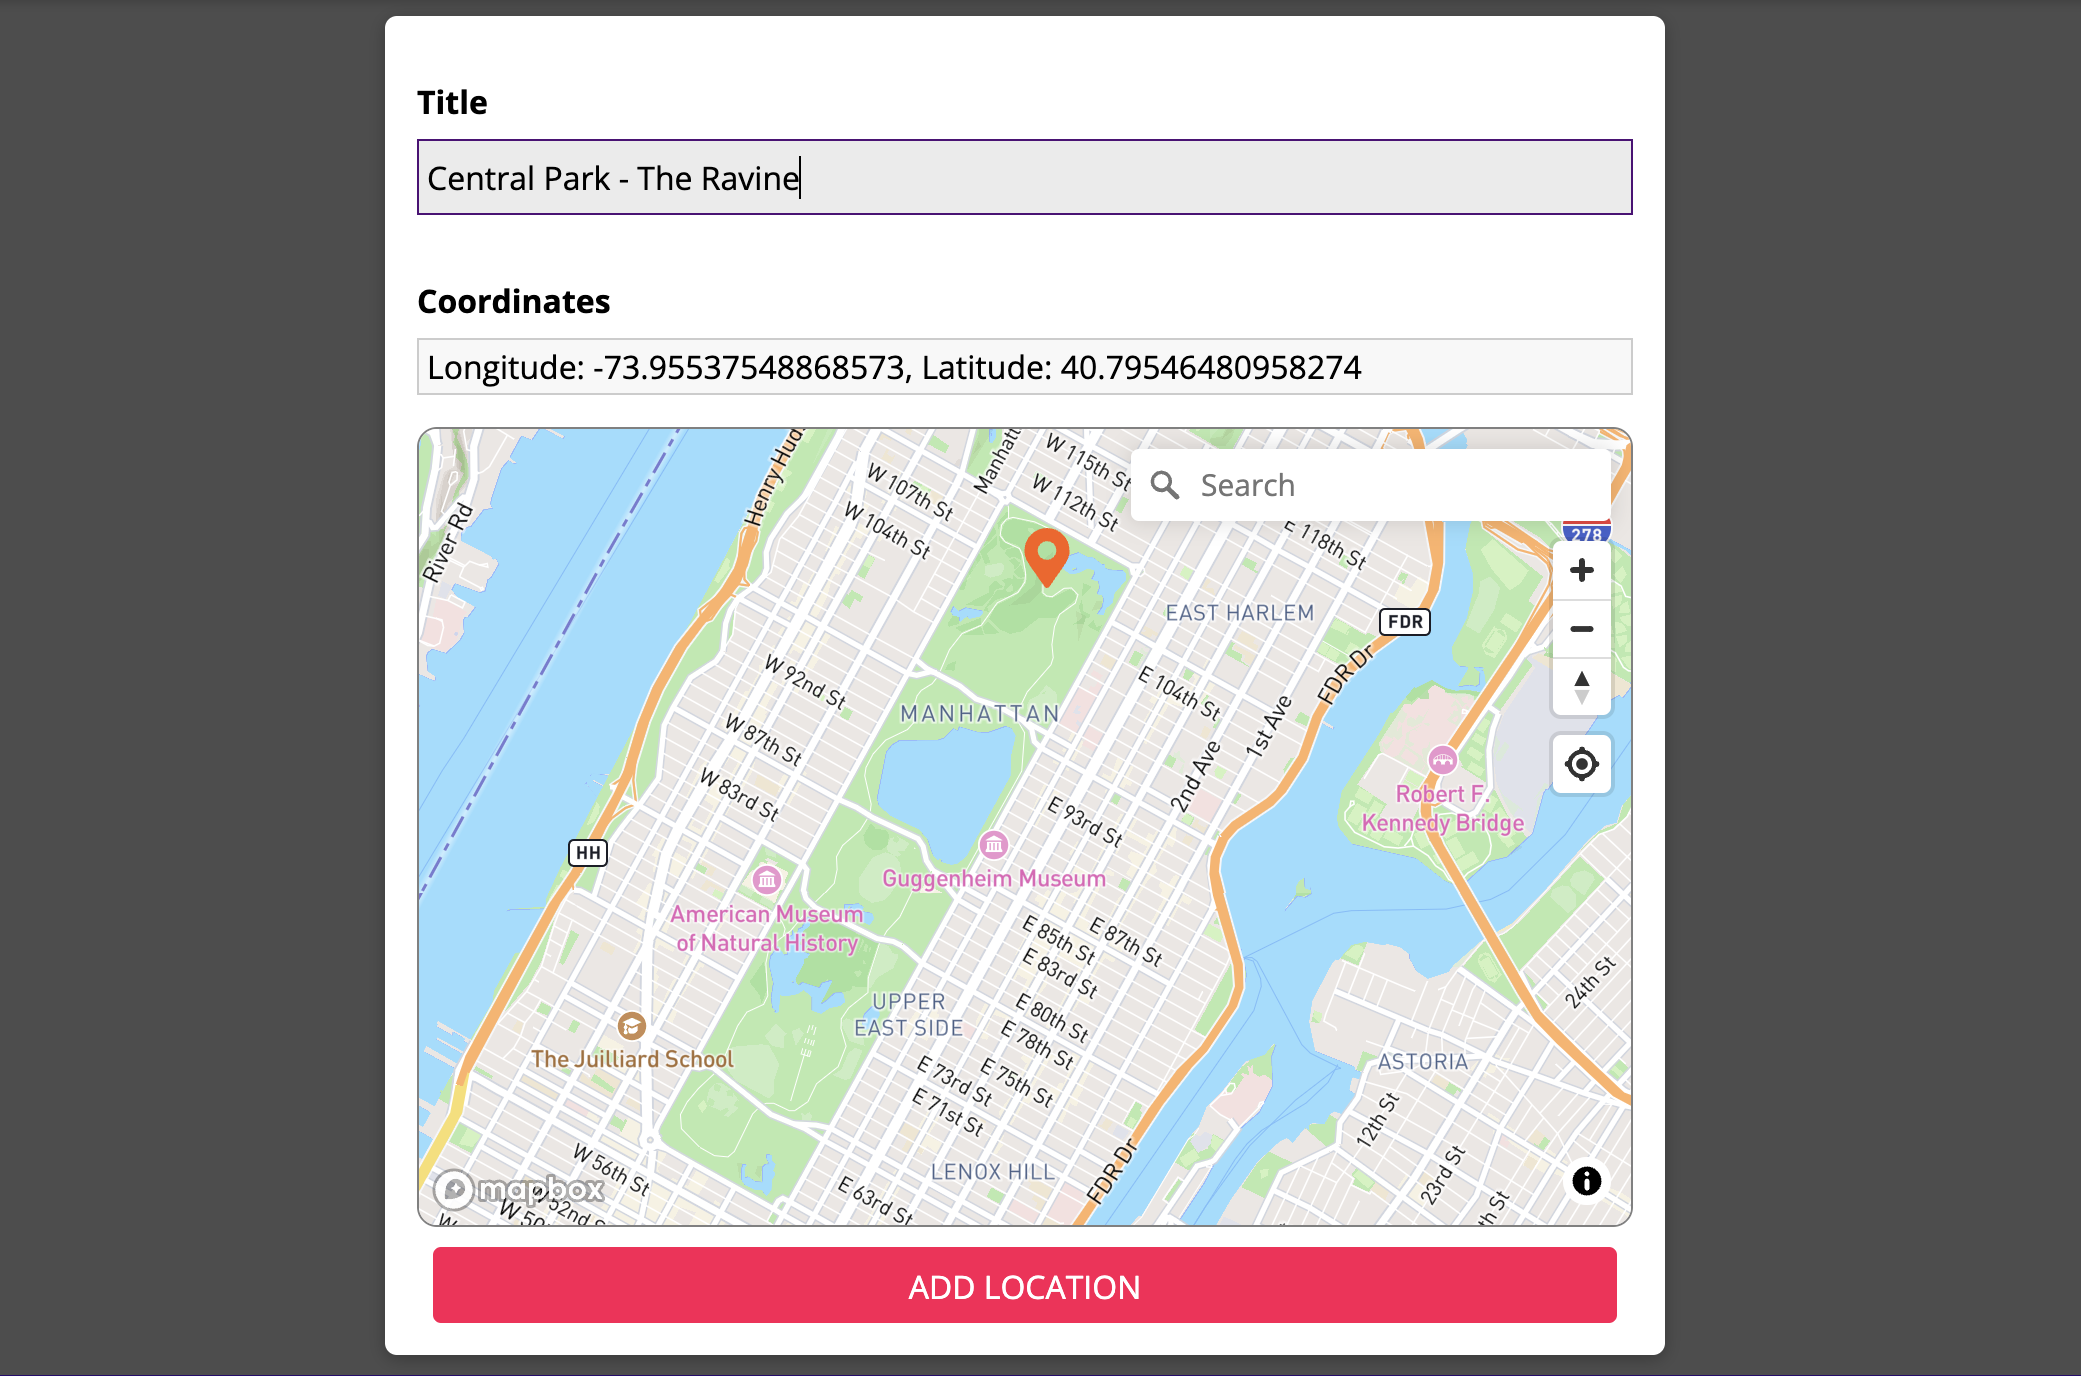 Title
Central Park - The Ravine
Coordinates
Longitude: -73.95537548868573, Latitude: 40.79546480958274
Henry Hud
Manhatt
W 115th St
Search
W 107th St
W 112th St
W 104th St
River Rd
E 118th St
278
EAST HARLEM
FDR
FDR Dr
W 92nd St
E 104th St
MANHATTAN
W 87th St
1st Ave
2nd Ave
W 83rd St
Robert F.
Kennedy Bridge
E 93rd St
HH
Guggenheim Museum
American Museum
of Natural History
E 85th St
E 87th St
E 83rd St
24th St
UPPER
EAST SIDE
E 80th St
E 78th St
The Juilliard School
ASTORIA
E 73rd St
E 75th St
E 71st St
12th St
W 56th St
LENOX HILL
FDR Dr
23rd St
mapbox
E 63rd St
W 52nd S
W 50
th St
W
ADD LOCATION